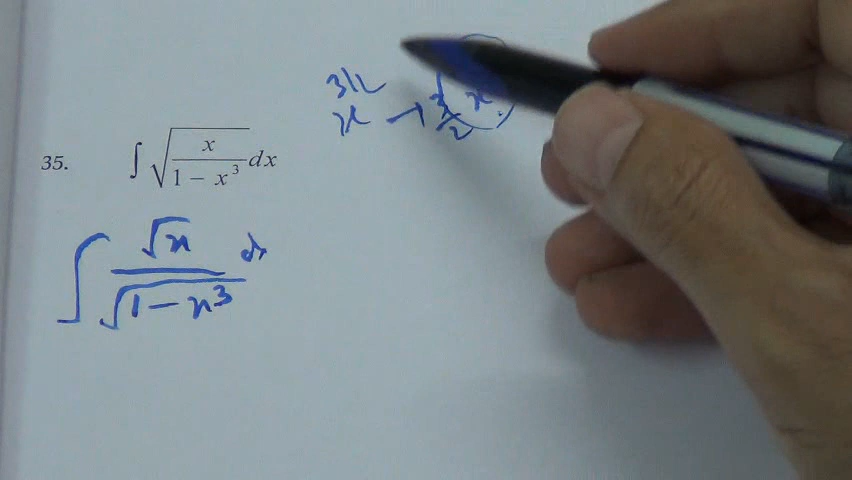 35. ∫ √(x / (1 − x³)) dx
x^(3/2) → 3/2 x
∫ √x / √(1 − x³) dx